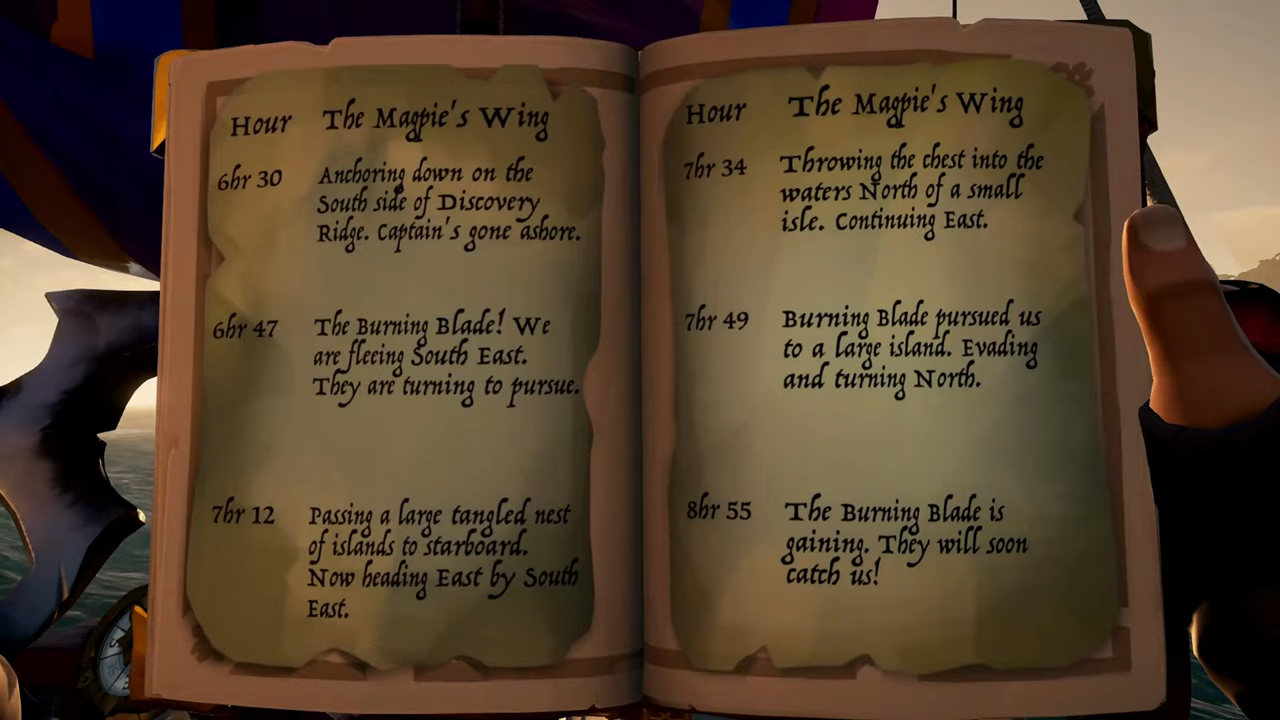 Hour The Magpie's Wing
6hr 30 Anchoring down on the
South side of Discovery
Ridge. Captain's gone ashore.
6hr 47 The Burning Blade! We
are fleeing South East.
They are turning to pursue.
7hr 12 Passing a large tangled nest
of islands to starboard.
Now heading East by South
East.
Hour The Magpie's Wing
7hr 34 Throwing the chest into the
waters North of a small
isle. Continuing East.
7hr 49 Burning Blade pursued us
to a large island. Evading
and turning North.
8hr 55 The Burning Blade is
gaining. They will soon
catch us!